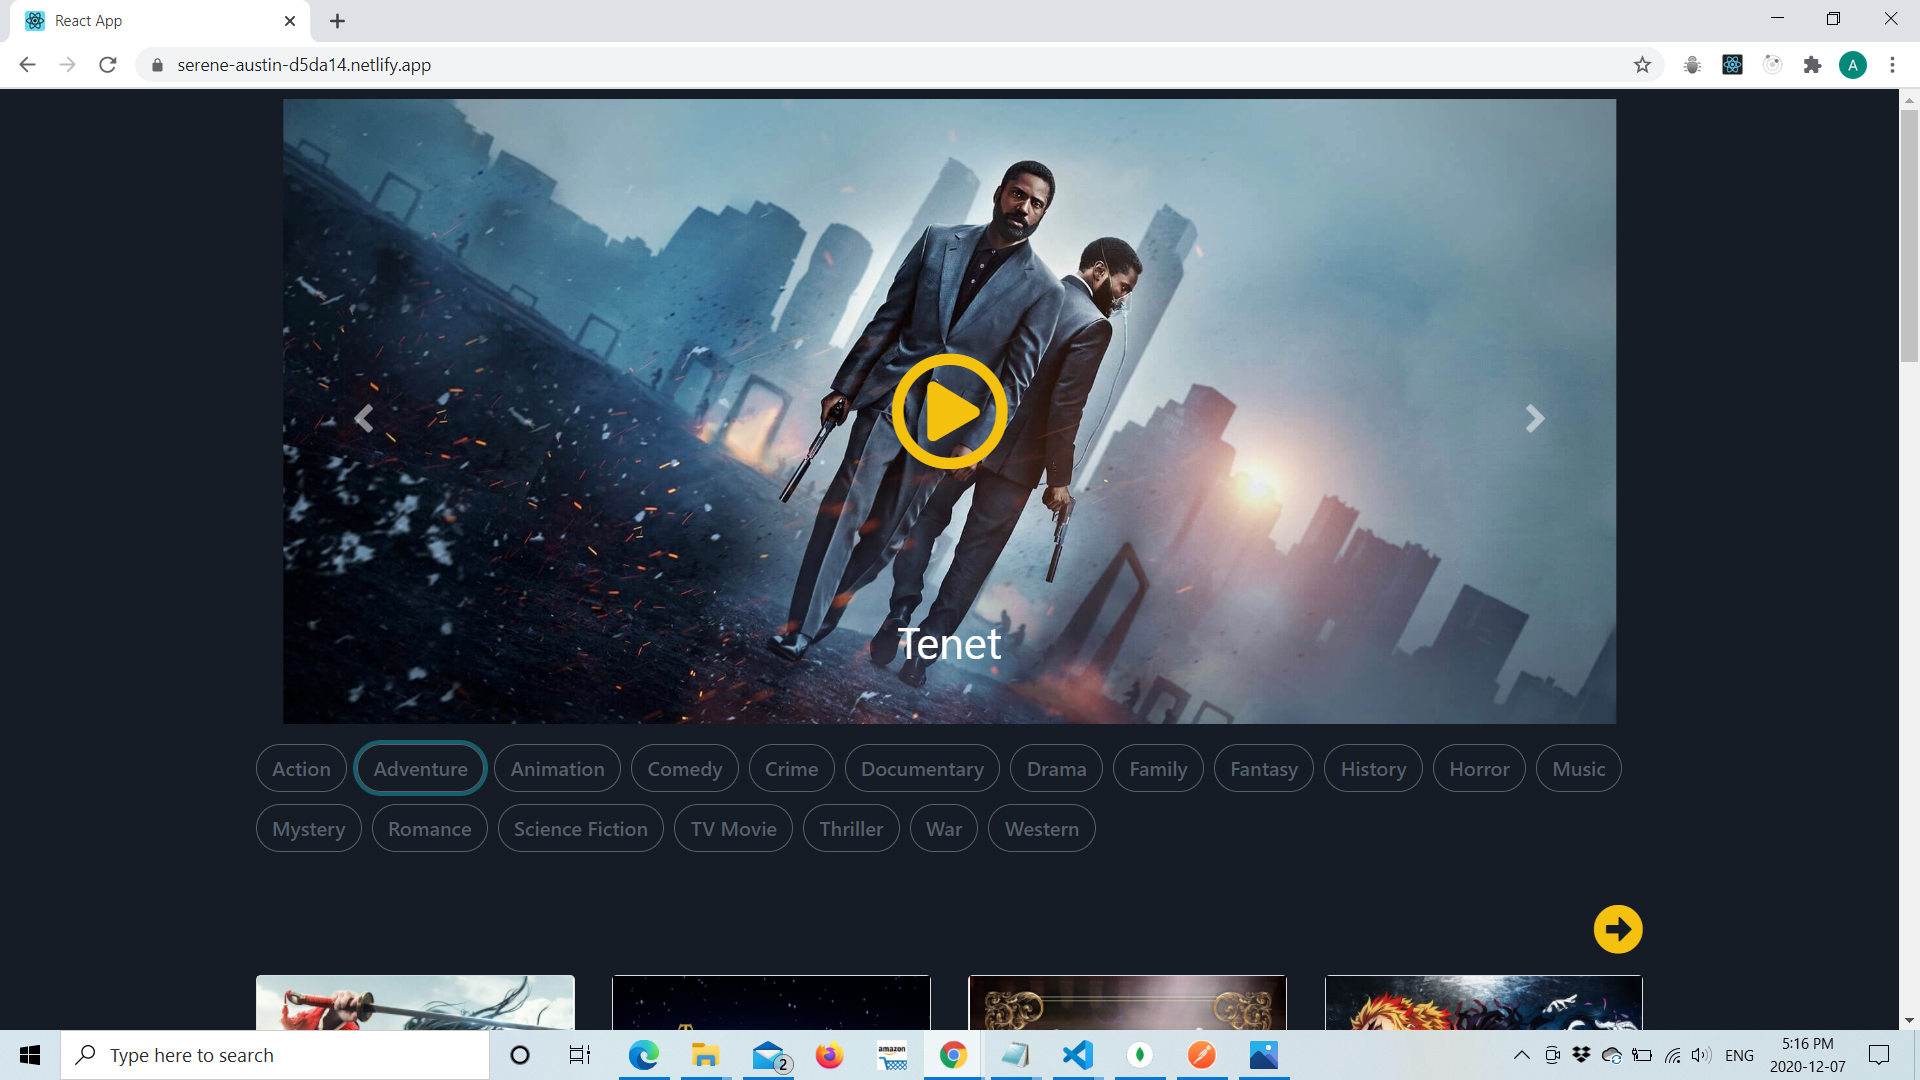 React App
serene-austin-d5da14.netlify.app
A
Tenet
Action Adventure Animation Comedy Crime Documentary Drama Family Fantasy History Horror Music
Mystery Romance Science Fiction TV Movie Thriller War Western
Type here to search
2
amazon
ENG
5:16 PM
2020-12-07